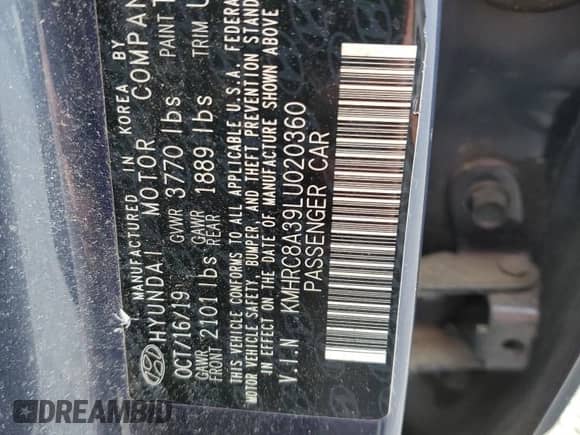 MANUFACTURED IN KOREA BY
HYUNDAI MOTOR COMPAN
OCT/16/19 GVWR 3770 lbs PAINT
GAWR FRONT 2101 lbs GAWR REAR 1889 lbs TRIM U
THIS VEHICLE CONFORMS TO ALL APPLICABLE U.S.A. FEDERA
MOTOR VEHICLE SAFETY, BUMPER AND THEFT PREVENTION STAN
IN EFFECT ON THE DATE OF MANUFACTURE SHOWN ABOVE
V.I.N KMHRC8A39LU020360
PASSENGER CAR
DREAMBID